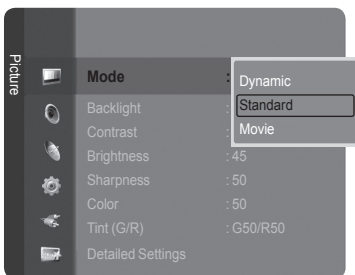 Picture
Mode : Dynamic
Standard
Backlight :
Movie
Contrast :
Brightness : 45
Sharpness : 50
Color : 50
Tint (G/R) : G50/R50
Detailed Settings